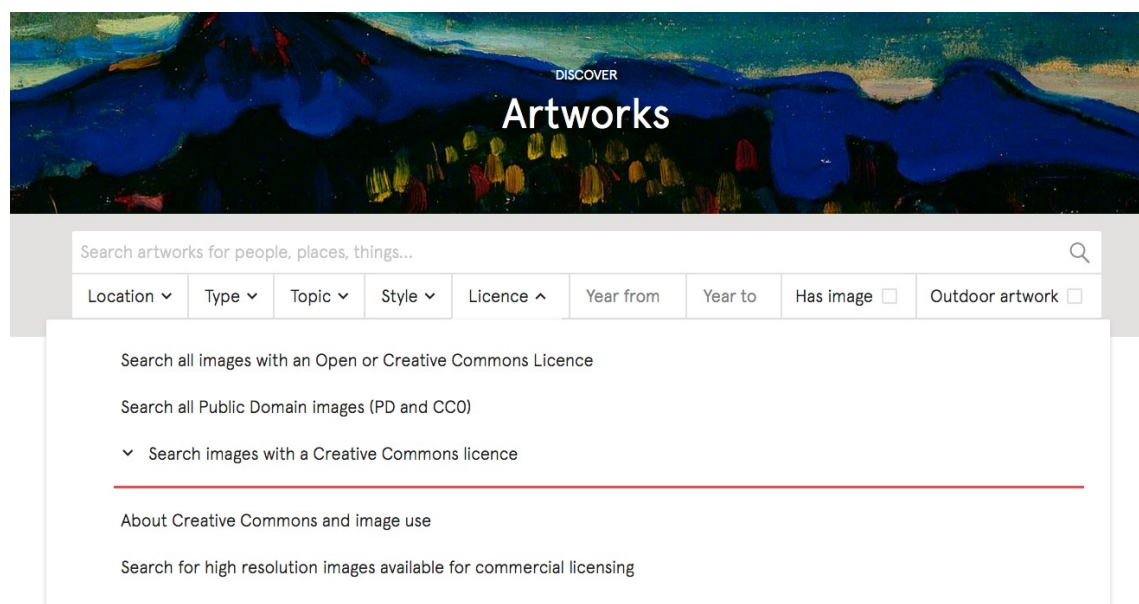 DISCOVER
Artworks
Search artworks for people, places, things...
Location Type Topic Style Licence Year from Year to Has image Outdoor artwork
Search all images with an Open or Creative Commons Licence
Search all Public Domain images (PD and CC0)
Search images with a Creative Commons licence
About Creative Commons and image use
Search for high resolution images available for commercial licensing